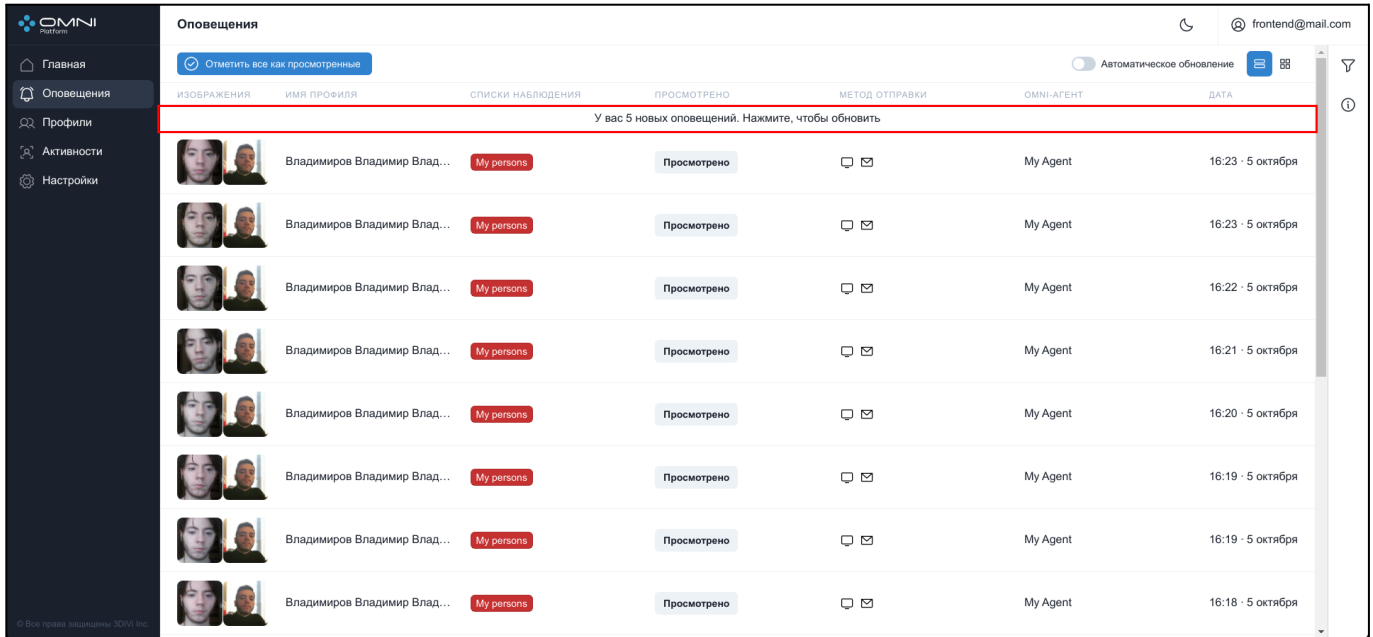 OMNI
Platform
Оповещения
frontend@mail.com
Главная
Оповещения
Профили
Активности
Настройки
Отметить все как просмотренные
Автоматическое обновление
ИЗОБРАЖЕНИЯ ИМЯ ПРОФИЛЯ СПИСКИ НАБЛЮДЕНИЯ ПРОСМОТРЕНО МЕТОД ОТПРАВКИ OMNI-АГЕНТ ДАТА
У вас 5 новых оповещений. Нажмите, чтобы обновить
Владимиров Владимир Влад... My persons Просмотрено My Agent 16:23 · 5 октября
Владимиров Владимир Влад... My persons Просмотрено My Agent 16:23 · 5 октября
Владимиров Владимир Влад... My persons Просмотрено My Agent 16:22 · 5 октября
Владимиров Владимир Влад... My persons Просмотрено My Agent 16:21 · 5 октября
Владимиров Владимир Влад... My persons Просмотрено My Agent 16:20 · 5 октября
Владимиров Владимир Влад... My persons Просмотрено My Agent 16:19 · 5 октября
Владимиров Владимир Влад... My persons Просмотрено My Agent 16:19 · 5 октября
Владимиров Владимир Влад... My persons Просмотрено My Agent 16:18 · 5 октября
© Все права защищены 3DiVi Inc.